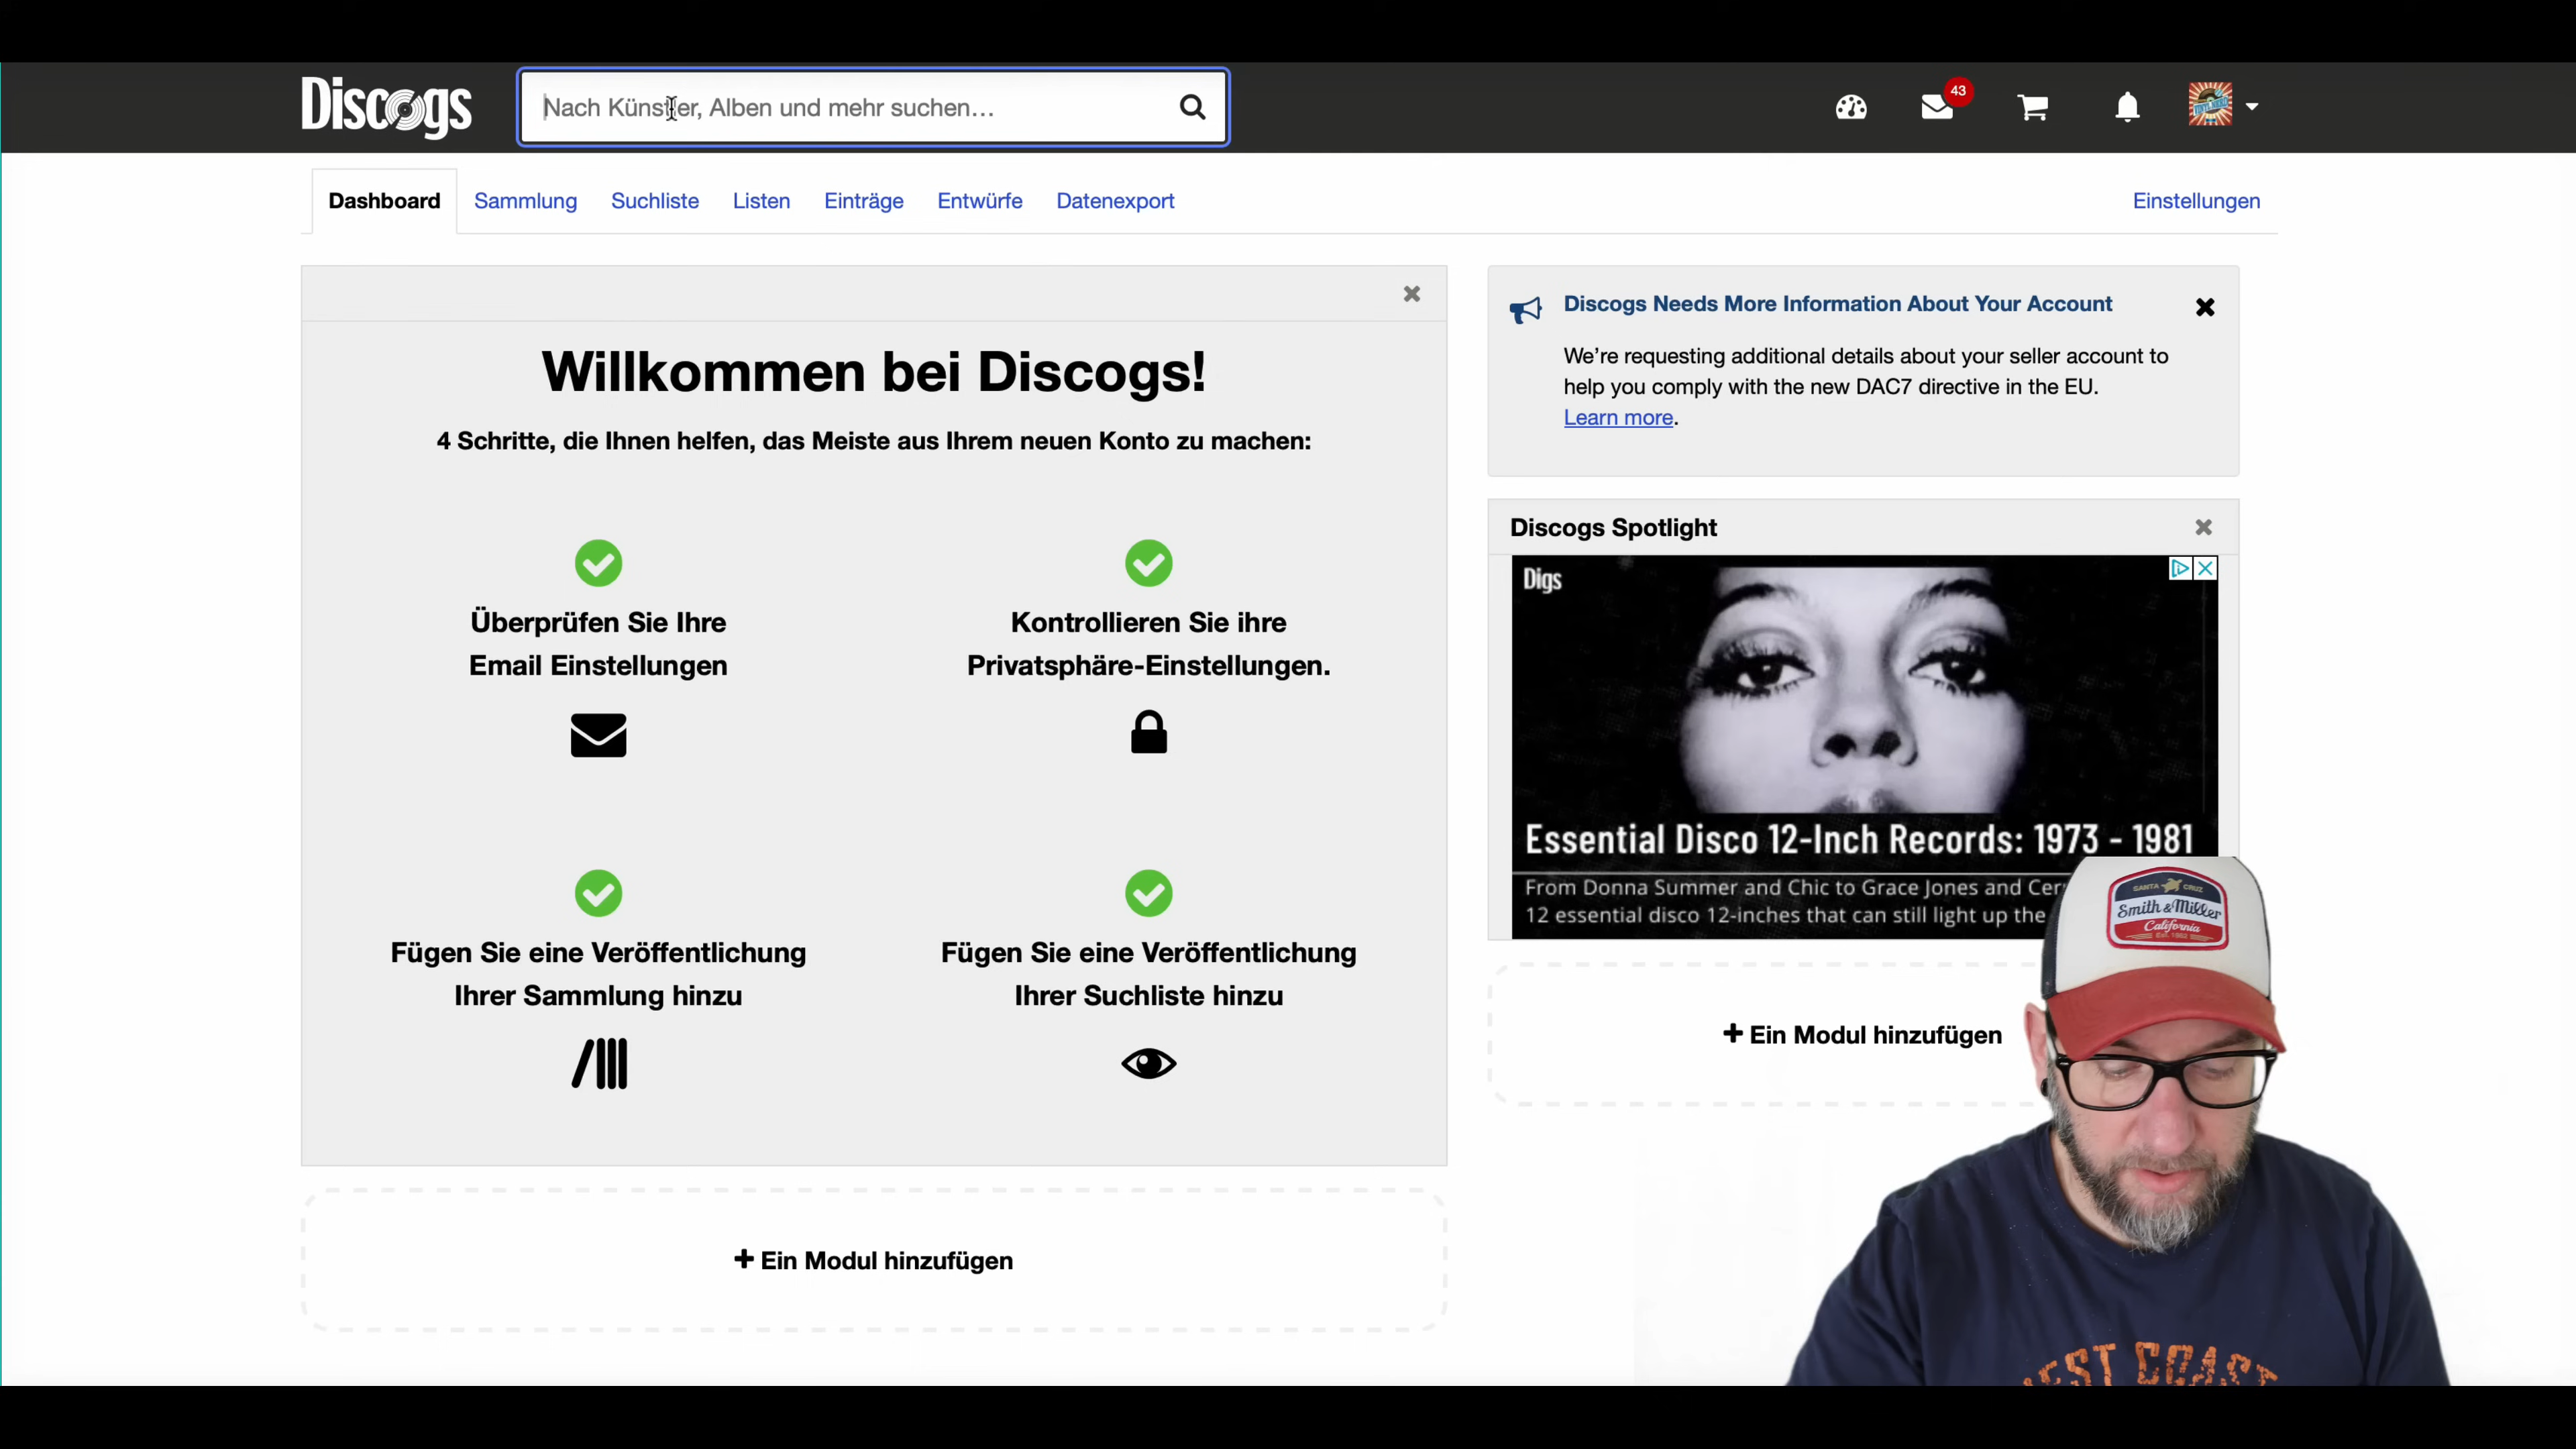 Discogs
Nach Künstler, Alben und mehr suchen…
43
Dashboard
Sammlung
Suchliste
Listen
Einträge
Entwürfe
Datenexport
Einstellungen
Willkommen bei Discogs!
4 Schritte, die Ihnen helfen, das Meiste aus Ihrem neuen Konto zu machen:
Überprüfen Sie Ihre
Email Einstellungen
Kontrollieren Sie ihre
Privatsphäre-Einstellungen.
Fügen Sie eine Veröffentlichung
Ihrer Sammlung hinzu
Fügen Sie eine Veröffentlichung
Ihrer Suchliste hinzu
+ Ein Modul hinzufügen
Discogs Needs More Information About Your Account
We're requesting additional details about your seller account to
help you comply with the new DAC7 directive in the EU.
Learn more.
Discogs Spotlight
Digs
Essential Disco 12-Inch Records: 1973 - 1981
From Donna Summer and Chic to Grace Jones and
12 essential disco 12-inches that can still light up the
+ Ein Modul hinzufügen
SANTA CRUZ
Smith & Miller
California
COAST